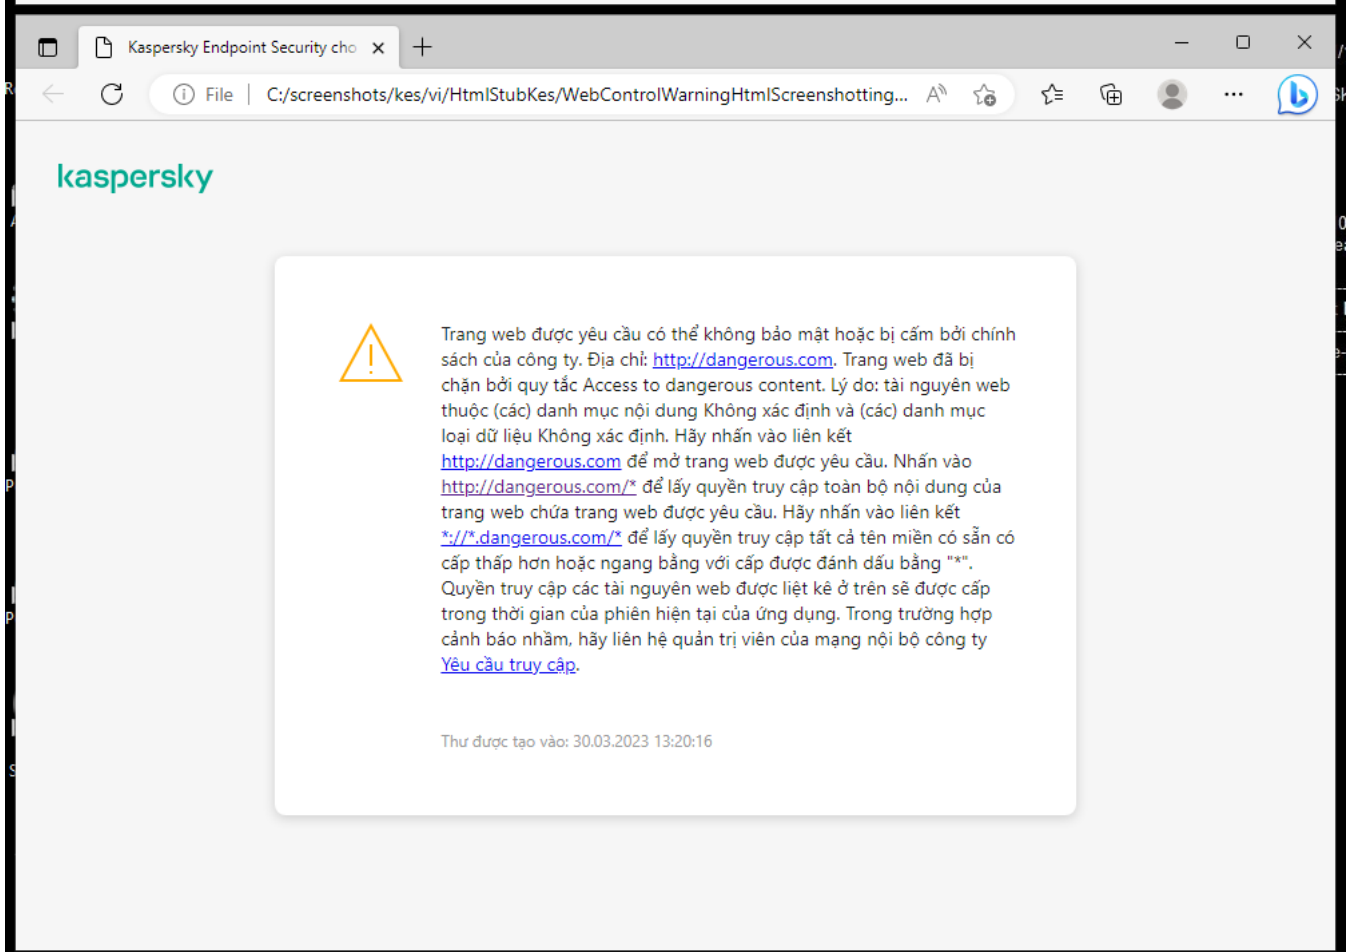 Kaspersky Endpoint Security cho
File
C:/screenshots/kes/vi/HtmlStubKes/WebControlWarningHtmlScreenshotting...
kaspersky
Trang web được yêu cầu có thể không bảo mật hoặc bị cấm bởi chính
sách của công ty. Địa chỉ: http://dangerous.com. Trang web đã bị
chặn bởi quy tắc Access to dangerous content. Lý do: tài nguyên web
thuộc (các) danh mục nội dung Không xác định và (các) danh mục
loại dữ liệu Không xác định. Hãy nhấn vào liên kết
http://dangerous.com để mở trang web được yêu cầu. Nhấn vào
http://dangerous.com/* để lấy quyền truy cập toàn bộ nội dung của
trang web chứa trang web được yêu cầu. Hãy nhấn vào liên kết
*://*.dangerous.com/* để lấy quyền truy cập tất cả tên miền có sẵn có
cấp thấp hơn hoặc ngang bằng với cấp được đánh dấu bằng "*".
Quyền truy cập các tài nguyên web được liệt kê ở trên sẽ được cấp
trong thời gian của phiên hiện tại của ứng dụng. Trong trường hợp
cảnh báo nhầm, hãy liên hệ quản trị viên của mạng nội bộ công ty
Yêu cầu truy cập.
Thư được tạo vào: 30.03.2023 13:20:16